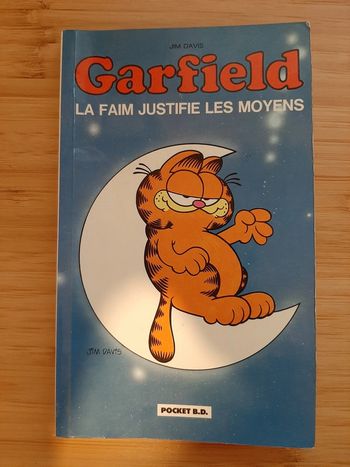 JIM DAVIS
Garfield
LA FAIM JUSTIFIE LES MOYENS
JIM DAVIS
POCKET B.D.